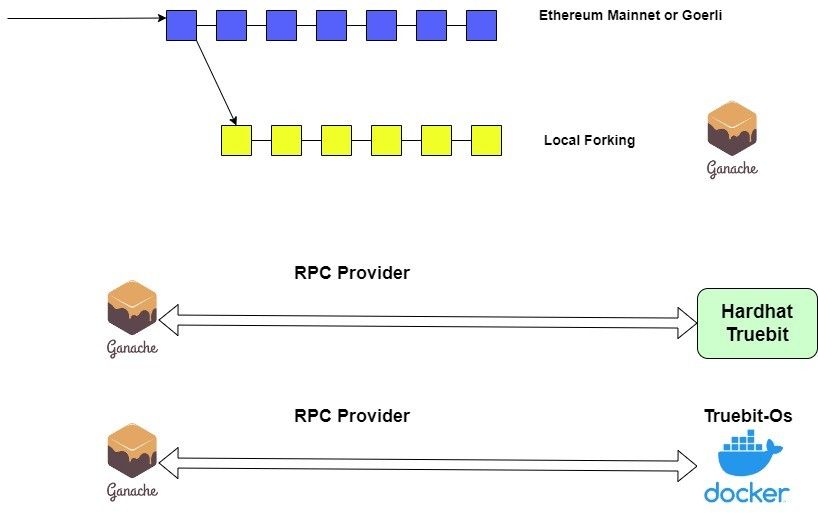 Ethereum Mainnet or Goerli
Local Forking
Ganache
RPC Provider
Ganache
Hardhat
Truebit
RPC Provider
Truebit-Os
Ganache
docker